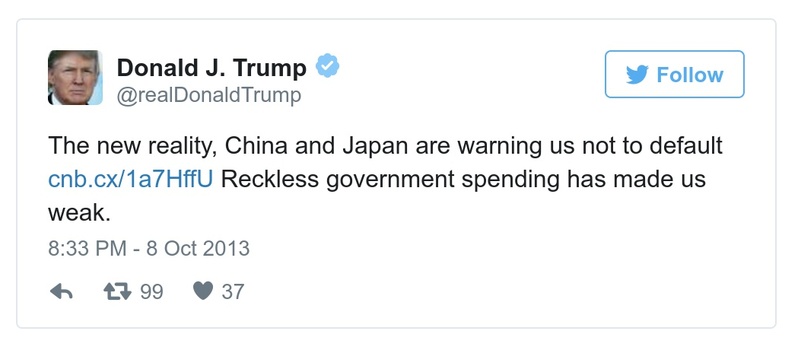 Donald J. Trump
@realDonaldTrump
Follow
The new reality, China and Japan are warning us not to default
cnb.cx/1a7HffU Reckless government spending has made us
weak.
8:33 PM - 8 Oct 2013
99 37